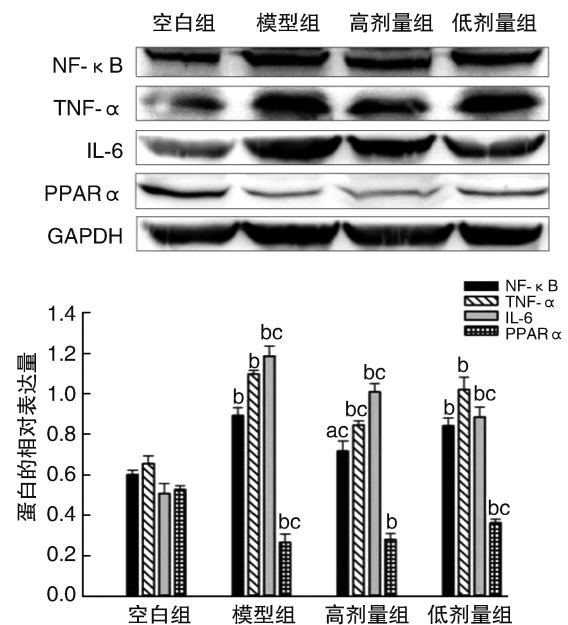 空白组 模型组 高剂量组 低剂量组
NF-κB
TNF-α
IL-6
PPARα
GAPDH
NF-κB
TNF-α
IL-6
PPARα
蛋白的相对表达量
1.4
1.2
1.0
0.8
0.6
0.4
0.2
0.0
b b bc bc
ac bc bc b
b b bc bc
空白组 模型组 高剂量组 低剂量组